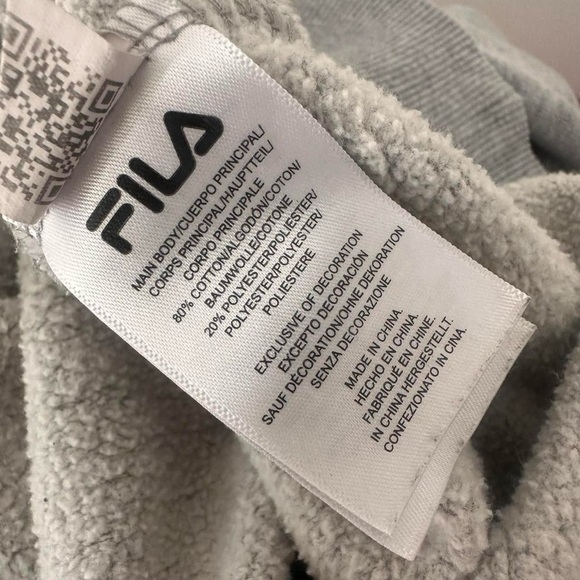 FILA
MAIN BODY/CUERPO PRINCIPAL/
CORPS PRINCIPAL/HAUPTTEIL/
CORPO PRINCIPALE
80% COTTON/ALGODÓN/COTON/
BAUMWOLLE/COTONE
20% POLYESTER/POLIÉSTER/
POLYESTER/POLYESTER/
POLIESTERE
EXCLUSIVE OF DECORATION
EXCEPTO DECORACIÓN
SAUF DÉCORATION/OHNE DEKORATION
SENZA DECORAZIONE
MADE IN CHINA.
HECHO EN CHINA.
FABRIQUÉ EN CHINE.
IN CHINA HERGESTELLT.
CONFEZIONATO IN CINA.